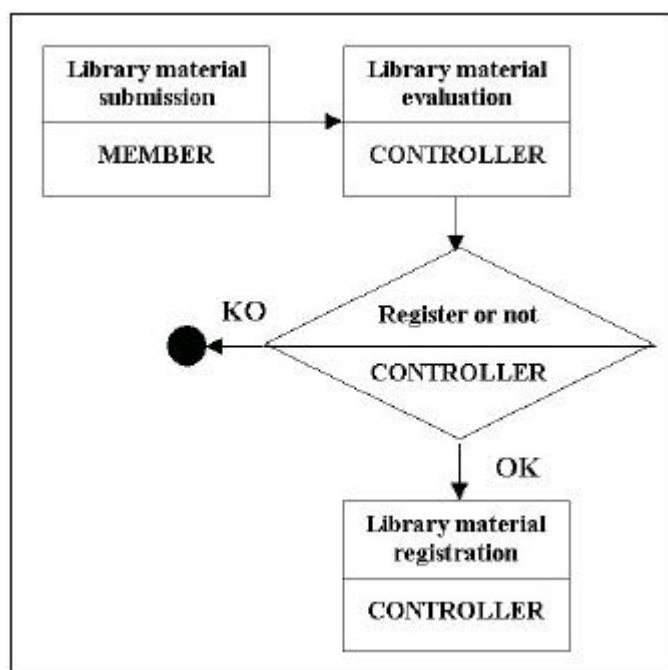 Library material
submission
MEMBER
Library material
evaluation
CONTROLLER
Register or not
CONTROLLER
KO
OK
Library material
registration
CONTROLLER